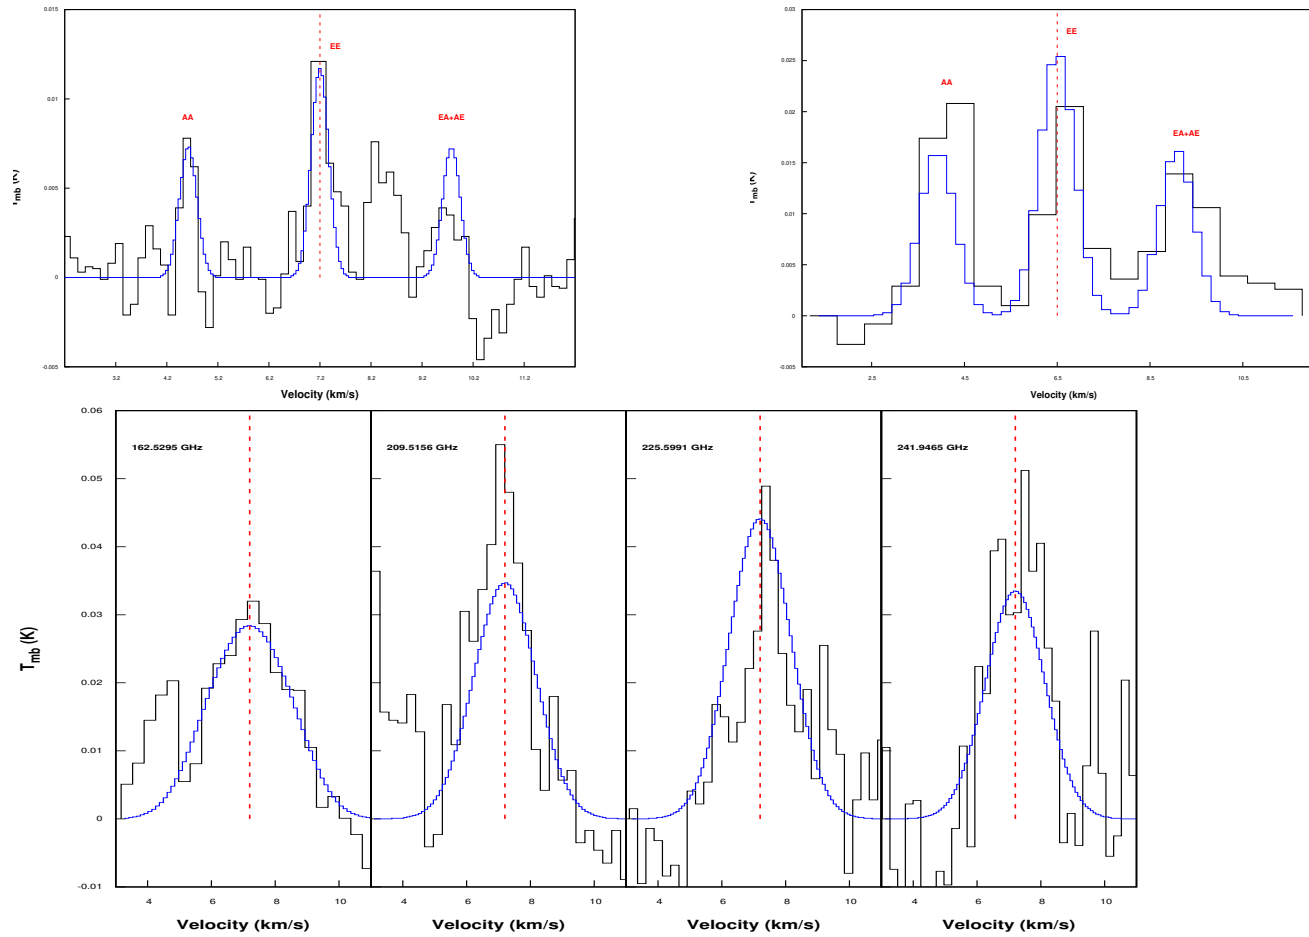 0.015
0.01
0.005
0
-0.005
AA
EE
EA+AE
3.2 4.2 5.2 6.2 7.2 8.2 9.2 10.2 11.2
Velocity (km/s)
0.03
0.025
0.02
0.015
0.01
0.005
0
-0.005
AA
EE
EA+AE
2.5 4.5 6.5 8.5 10.5
Velocity (km/s)
T_mb (K)
0.06
0.05
0.04
0.03
0.02
0.01
0
-0.01
162.5295 GHz
209.5156 GHz
225.5991 GHz
241.9465 GHz
4 6 8 10
4 6 8 10
4 6 8 10
4 6 8 10
Velocity (km/s)
Velocity (km/s)
Velocity (km/s)
Velocity (km/s)